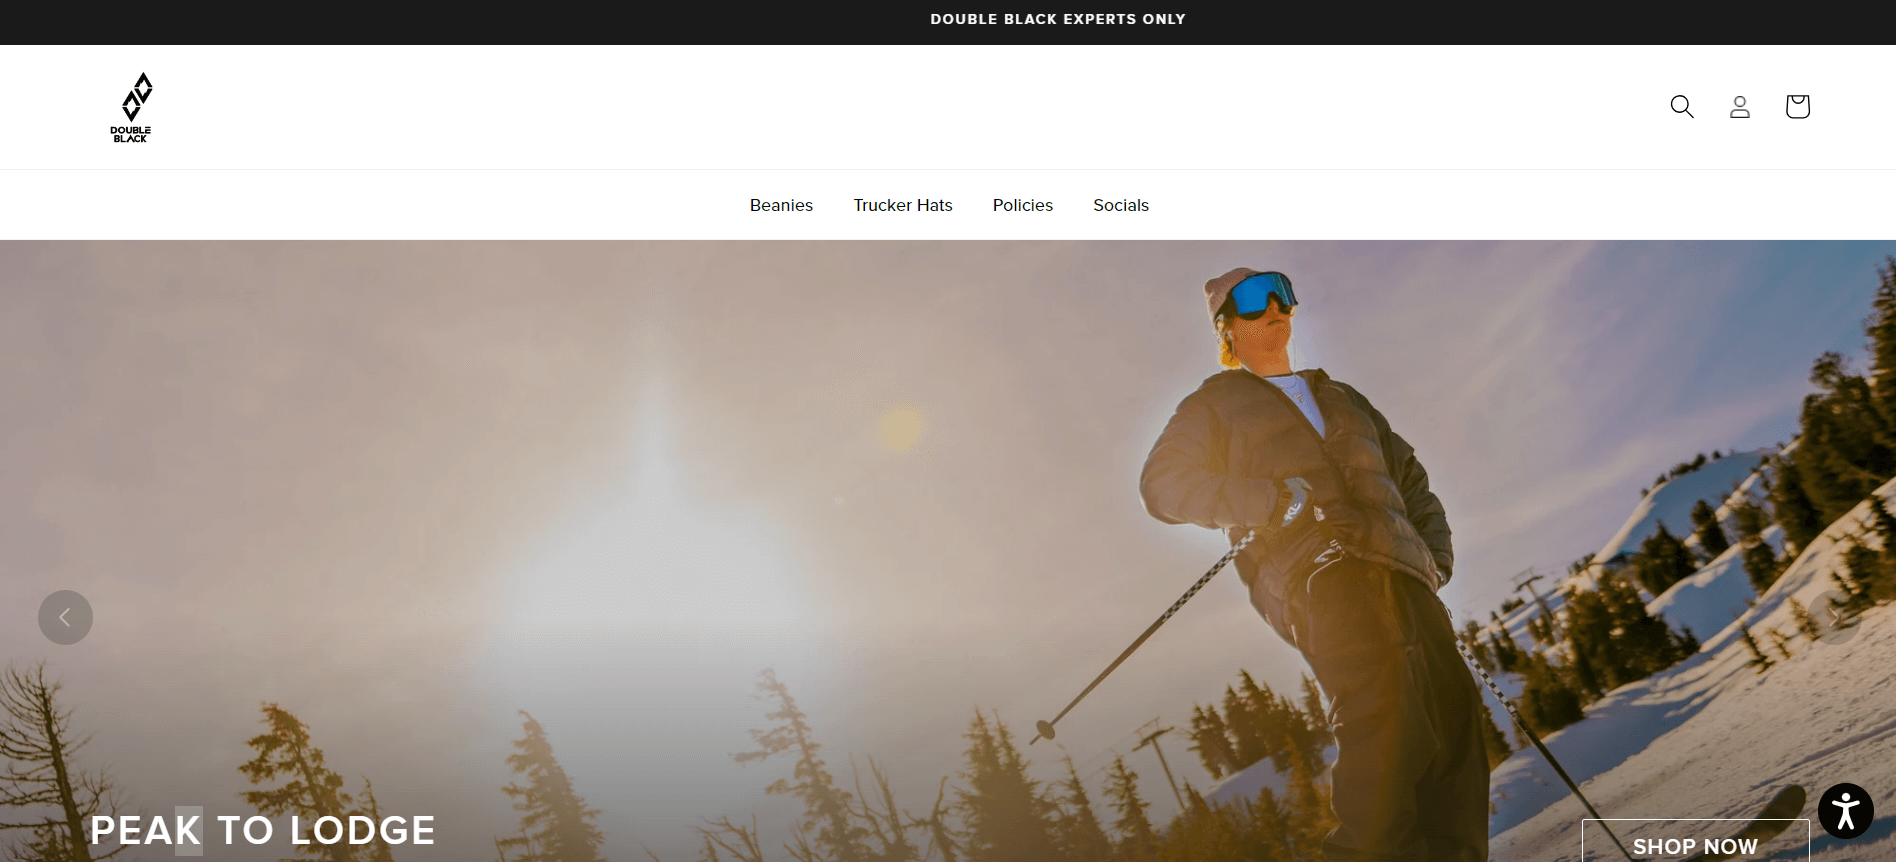 DOUBLE BLACK EXPERTS ONLY
DOUBLE
BLACK
Beanies Trucker Hats Policies Socials
PEAK TO LODGE
SHOP NOW